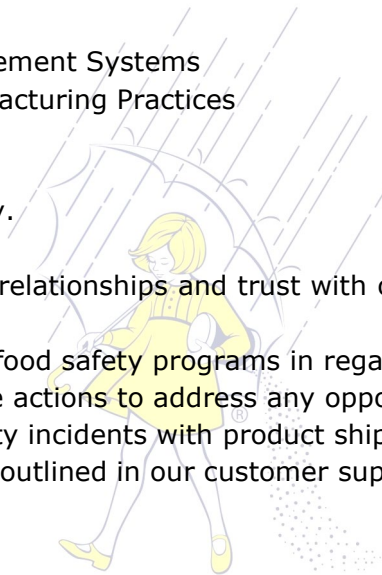 ement Systems
acturing Practices
y.
relationships and trust with c
food safety programs in rega
e actions to address any oppo
ty incidents with product ship
outlined in our customer sup
®